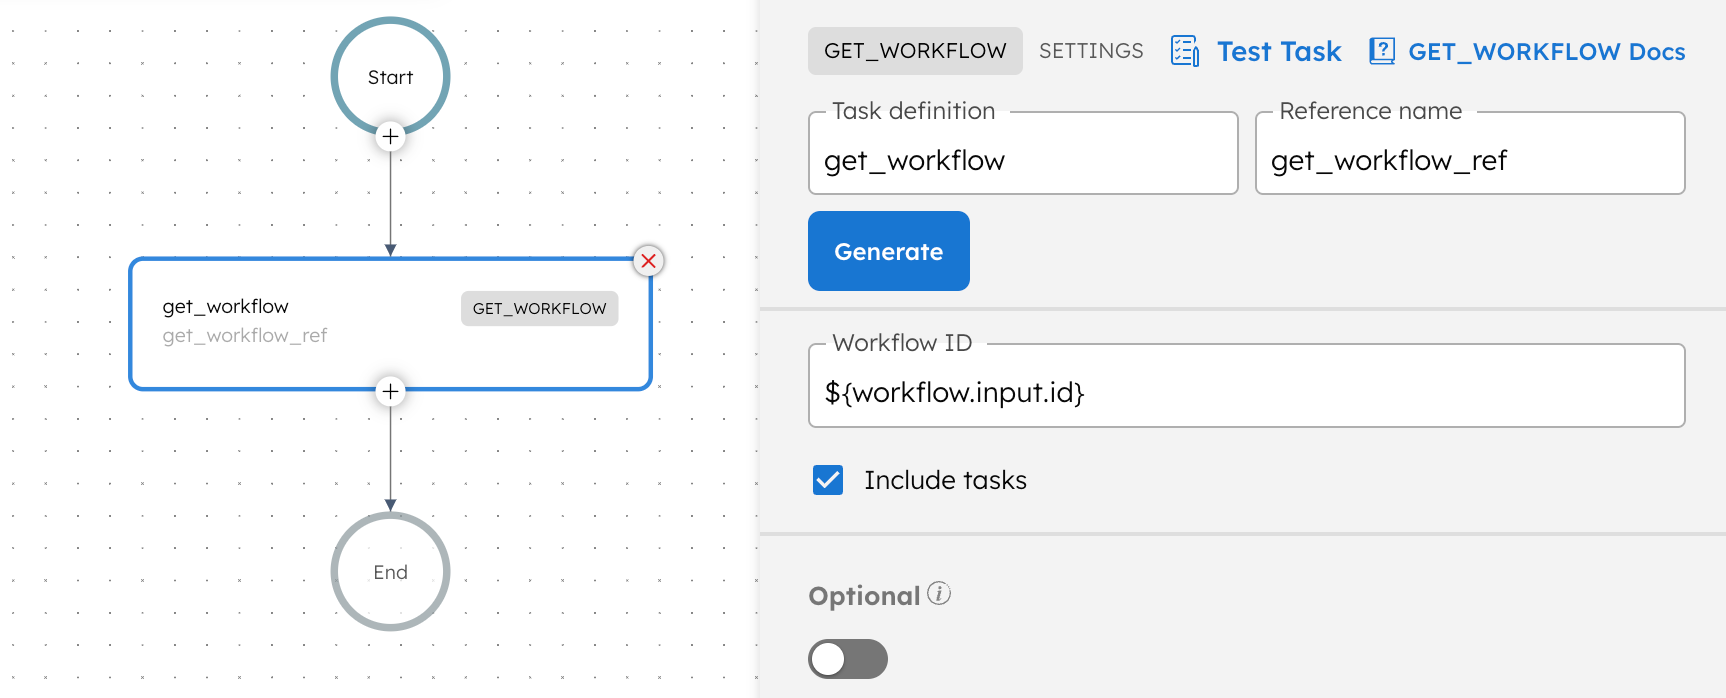 Start
get_workflow
GET_WORKFLOW
get_workflow_ref
End
GET_WORKFLOW SETTINGS Test Task GET_WORKFLOW Docs
Task definition
get_workflow
Reference name
get_workflow_ref
Generate
Workflow ID
${workflow.input.id}
Include tasks
Optional